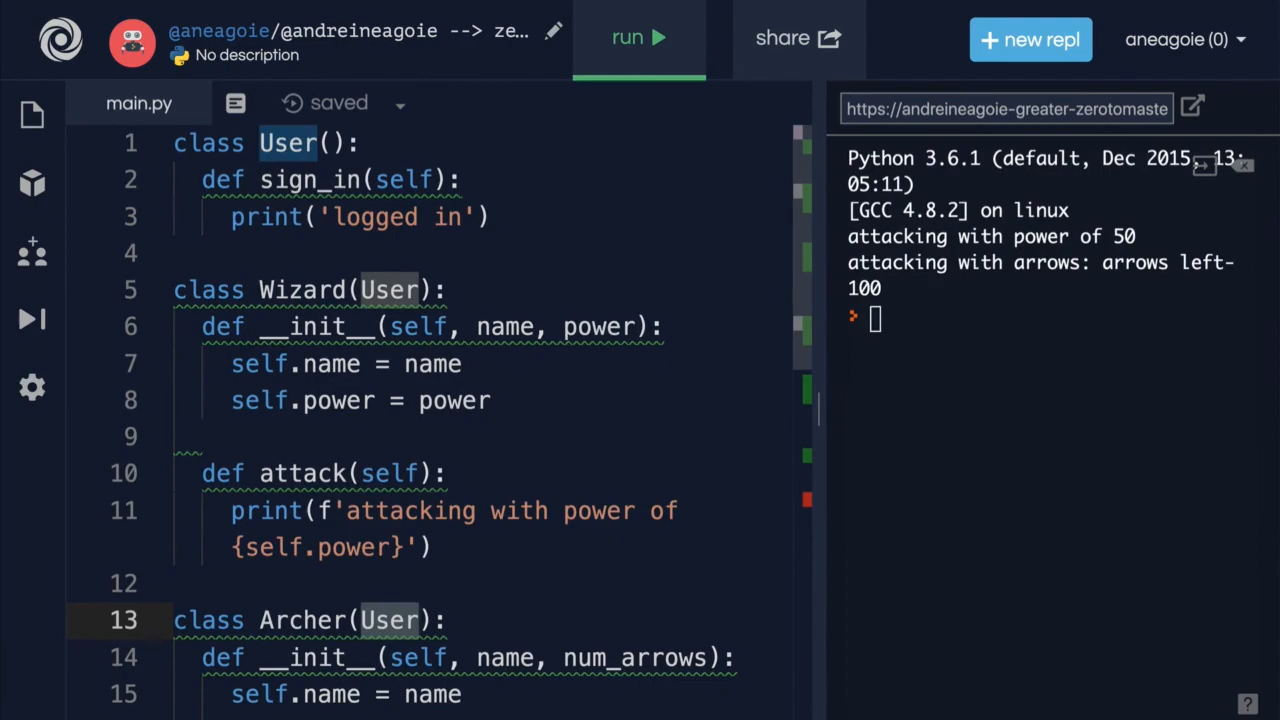 @aneagoie/@andreineagoie --> ze...
No description
run
share
+ new repl
aneagoie (0)
main.py
saved
https://andreineagoie-greater-zerotomaste
1 class User():
2 def sign_in(self):
3 print('logged in')
4
5 class Wizard(User):
6 def __init__(self, name, power):
7 self.name = name
8 self.power = power
9
10 def attack(self):
11 print(f'attacking with power of
{self.power}')
12
13 class Archer(User):
14 def __init__(self, name, num_arrows):
15 self.name = name
Python 3.6.1 (default, Dec 2015, 13:
05:11)
[GCC 4.8.2] on linux
attacking with power of 50
attacking with arrows: arrows left-
100
?